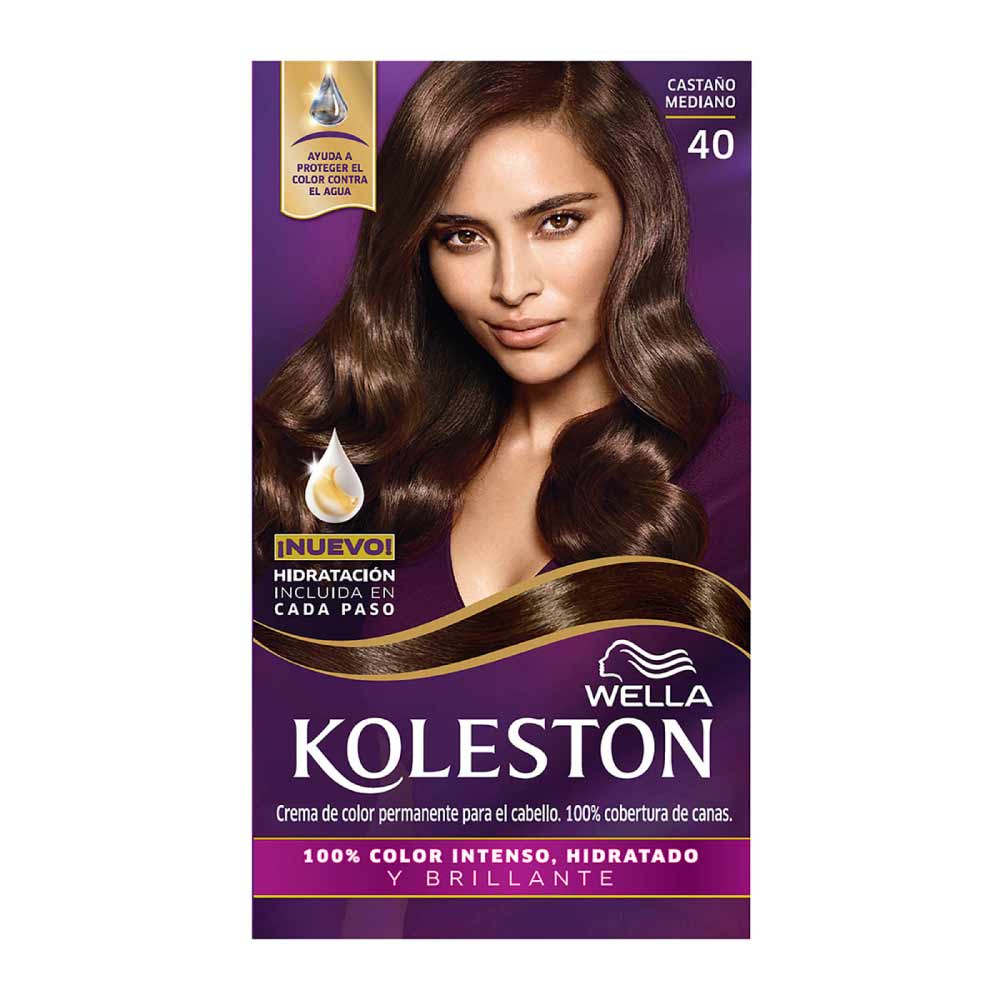 AYUDA A
PROTEGER EL
COLOR CONTRA
EL AGUA
CASTAÑO
MEDIANO
40
¡NUEVO!
HIDRATACIÓN
INCLUIDA EN
CADA PASO
WELLA
KOLESTON
Crema de color permanente para el cabello. 100% cobertura de canas.
100% COLOR INTENSO, HIDRATADO
Y BRILLANTE